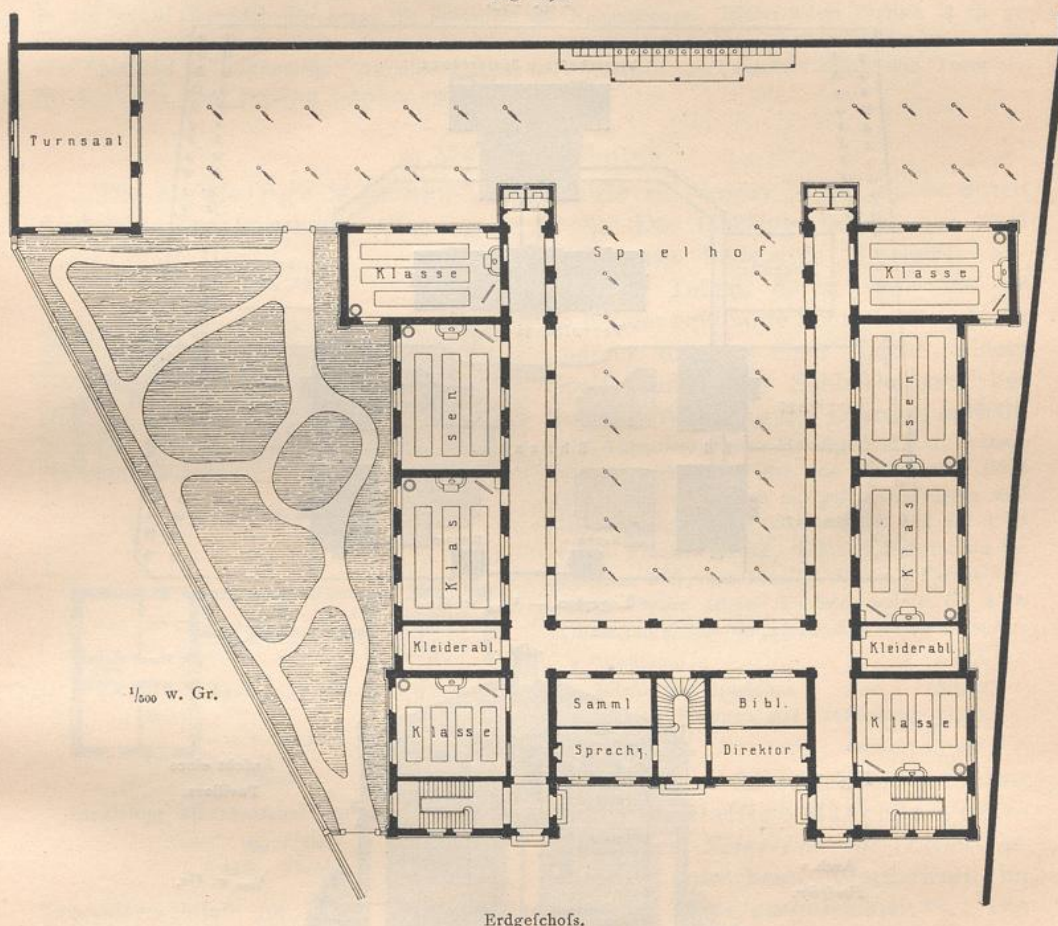 Turnsaal
Spielhof
Klasse
Klasse
sen
sen
Klas
Klas
Kleiderabl.
Kleiderabl.
1/500 w. Gr.
Samml
Bibl.
Klasse
Klasse
Sprechz.
Direktor.
Erdgeſchoſs.